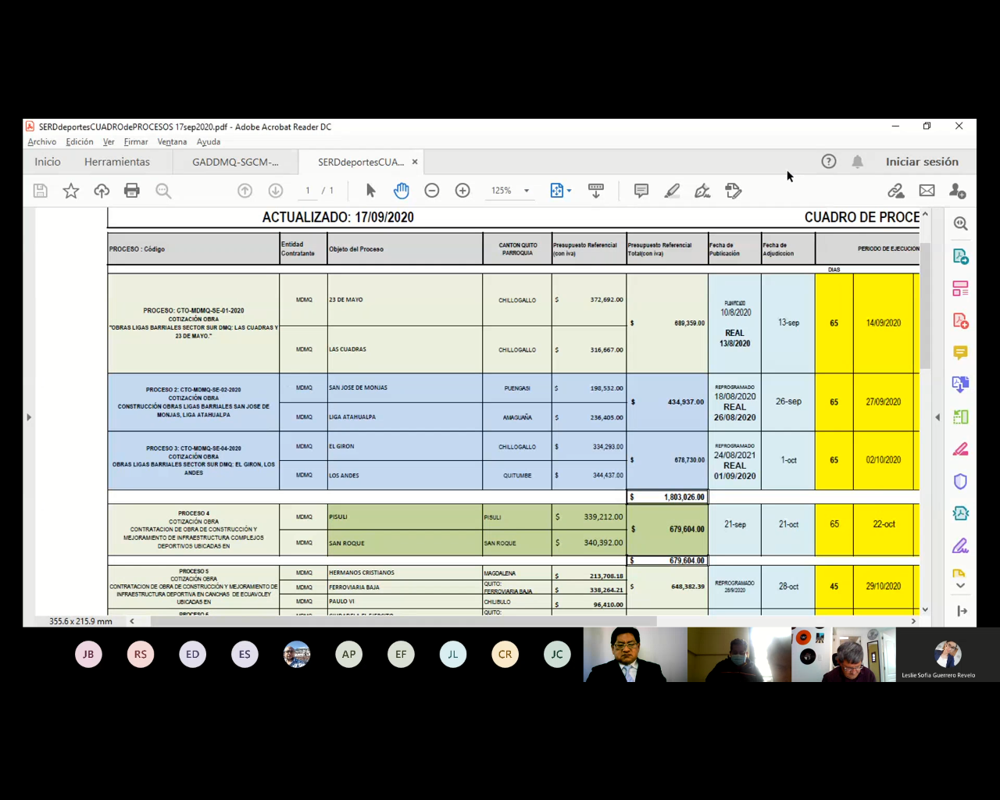 SERDdeportesCUADROdePROCESOS 17sep2020.pdf - Adobe Acrobat Reader DC
Archivo Edición Ver Firmar Ventana Ayuda
Inicio Herramientas GADDMQ-SGCM-... SERDdeportesCUA... × Iniciar sesión
1 / 1 125%
ACTUALIZADO: 17/09/2020 CUADRO DE PROCE
PROCESO : Código
Entidad Contratante
Objeto del Proceso
CANTON QUITO PARROQUIA
Presupuesto Referencial (con iva)
Presupuesto Referencial Total(con iva)
Fecha de Publicación
Fecha de Adjudiccion
PERIODO DE EJECUCION
DIAS
PROCESO: CTO-MDMQ-SE-01-2020
COTIZACIÓN OBRA
"OBRAS LIGAS BARRIALES SECTOR SUR DMQ: LAS CUADRAS Y
23 DE MAYO."
MDMQ 23 DE MAYO CHILLOGALLO $ 372,692.00
MDMQ LAS CUADRAS CHILLOGALLO $ 316,667.00
$ 689,359.00
PLANIFICADO
10/8/2020
REAL
13/8/2020
13-sep 65 14/09/2020
PROCESO 2: CTO-MDMQ-SE-02-2020
COTIZACIÓN OBRA
CONSTRUCCIÓN OBRAS LIGAS BARRIALES SAN JOSE DE
MONJAS, LIGA ATAHUALPA
MDMQ SAN JOSE DE MONJAS PUENGASI $ 198,532.00
MDMQ LIGA ATAHUALPA AMAGUAÑA $ 236,405.00
$ 434,937.00
REPROGRAMADO
18/08/2020
REAL
26/08/2020
26-sep 65 27/09/2020
PROCESO 3: CTO-MDMQ-SE-04-2020
COTIZACIÓN OBRA
OBRAS LIGAS BARRIALES SECTOR SUR DMQ: EL GIRON, LOS
ANDES
MDMQ EL GIRON CHILLOGALLO $ 334,293.00
MDMQ LOS ANDES QUITUMBE $ 344,437.00
$ 678,730.00
REPROGRAMADO
24/08/2021
REAL
01/09/2020
1-oct 65 02/10/2020
$ 1,803,026.00
PROCESO 4
COTIZACIÓN OBRA
CONTRATACION DE OBRA DE CONSTRUCCIÓN Y
MEJORAMIENTO DE INFRAESTRUCTURA COMPLEJOS
DEPORTIVOS UBICADAS EN
MDMQ PISULI PISULI $ 339,212.00
MDMQ SAN ROQUE SAN ROQUE $ 340,392.00
$ 679,604.00
21-sep 21-oct 65 22-oct
$ 679,604.00
PROCESO 5
COTIZACIÓN OBRA
CONTRATACION DE OBRA DE CONSTRUCCIÓN Y MEJORAMIENTO DE
INFRAESTRUCTURA DEPORTIVA EN CANCHAS DE ECUAVOLEY
UBICADAS EN
MDMQ HERMANOS CRISTIANOS MAGDALENA $ 213,708.18
MDMQ FERROVIARIA BAJA QUITO: FERROVIARIA BAJA $ 338,264.21
MDMQ PAULO VI CHILIBULO $ 96,410.00
$ 648,382.39
REPROGRAMADO
28/9/2020
28-oct 45 29/10/2020
QUITO:
355.6 x 215.9 mm
JB RS ED ES AP EF JL CR JC
Leslie Sofia Guerrero Revelo